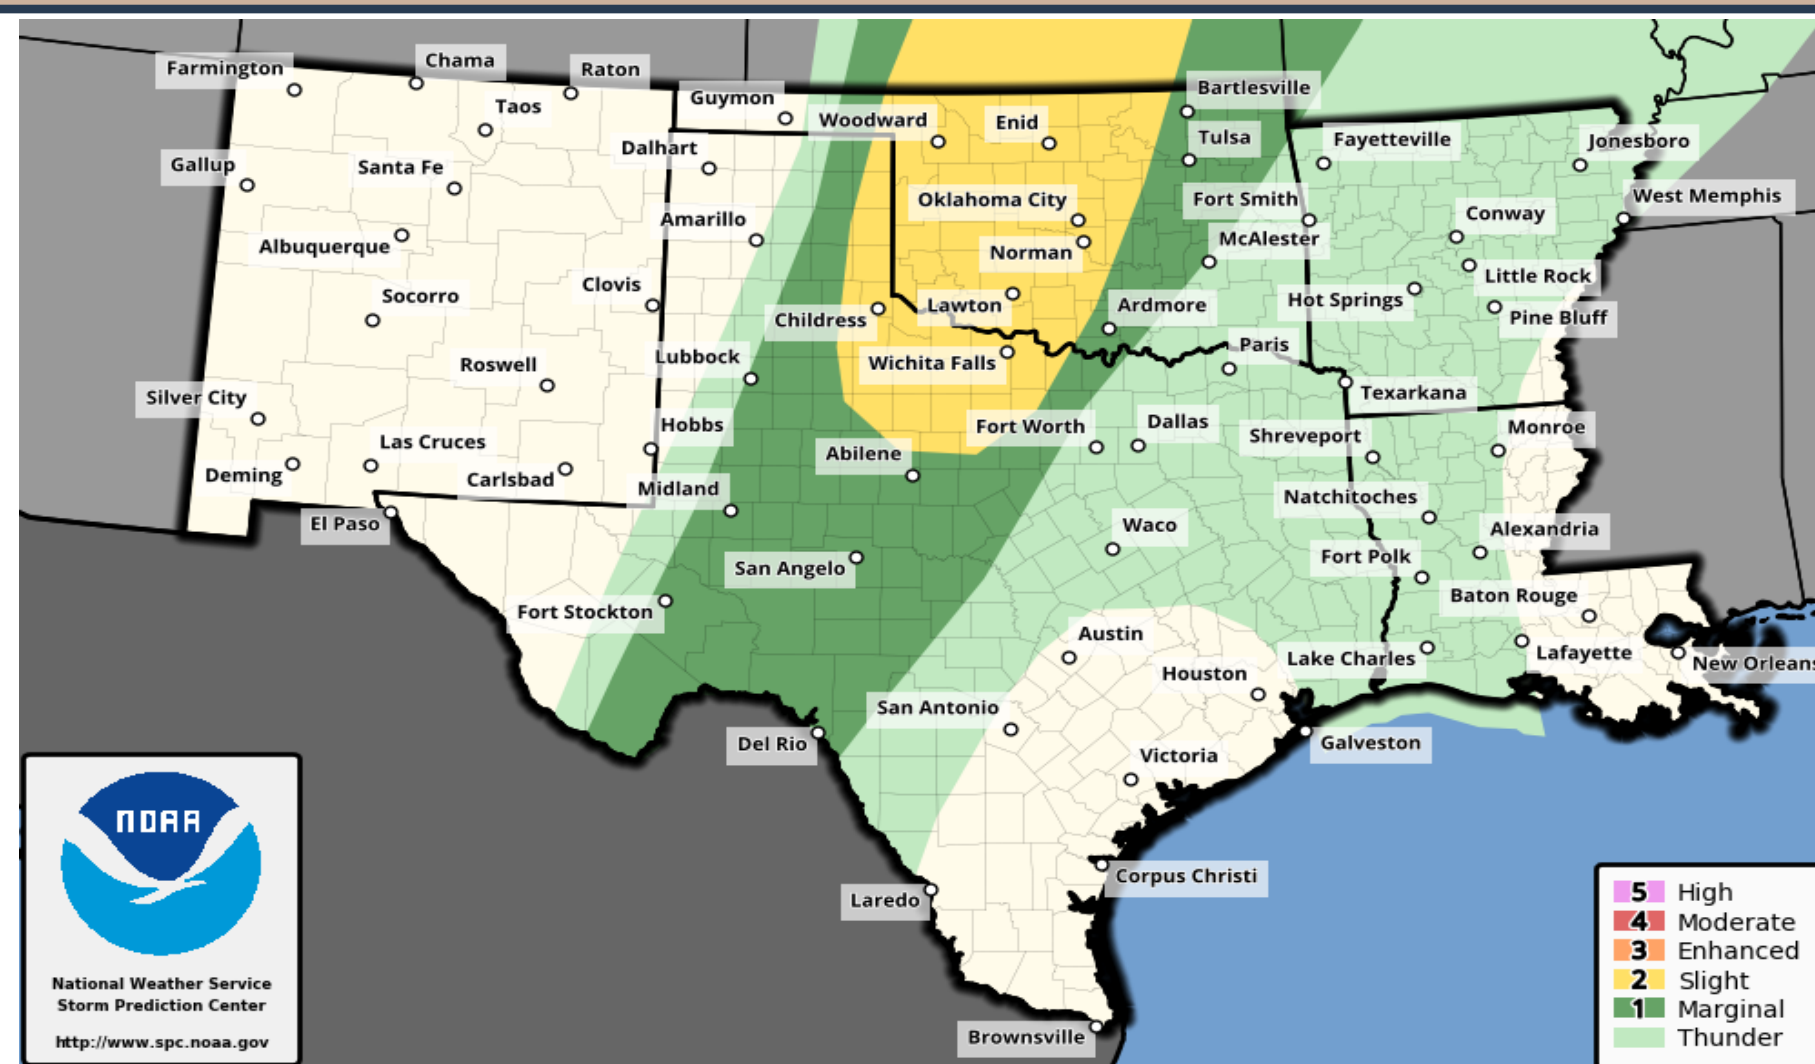 Farmington
Chama
Raton
Guymon
Bartlesville
Taos
Woodward
Enid
Tulsa
Fayetteville
Jonesboro
Gallup
Santa Fe
Dalhart
Oklahoma City
Fort Smith
West Memphis
Albuquerque
Amarillo
Norman
McAlester
Conway
Socorro
Clovis
Childress
Lawton
Ardmore
Hot Springs
Little Rock
Pine Bluff
Roswell
Lubbock
Wichita Falls
Paris
Silver City
Texarkana
Las Cruces
Hobbs
Fort Worth
Dallas
Shreveport
Monroe
Deming
Carlsbad
Midland
Abilene
Natchitoches
El Paso
Waco
Alexandria
San Angelo
Fort Polk
Fort Stockton
Baton Rouge
Austin
Lake Charles
Lafayette
New Orleans
Houston
San Antonio
Del Rio
Galveston
Victoria
Laredo
Corpus Christi
Brownsville
NOAA
National Weather Service
Storm Prediction Center
http://www.spc.noaa.gov
5 High
4 Moderate
3 Enhanced
2 Slight
1 Marginal
Thunder